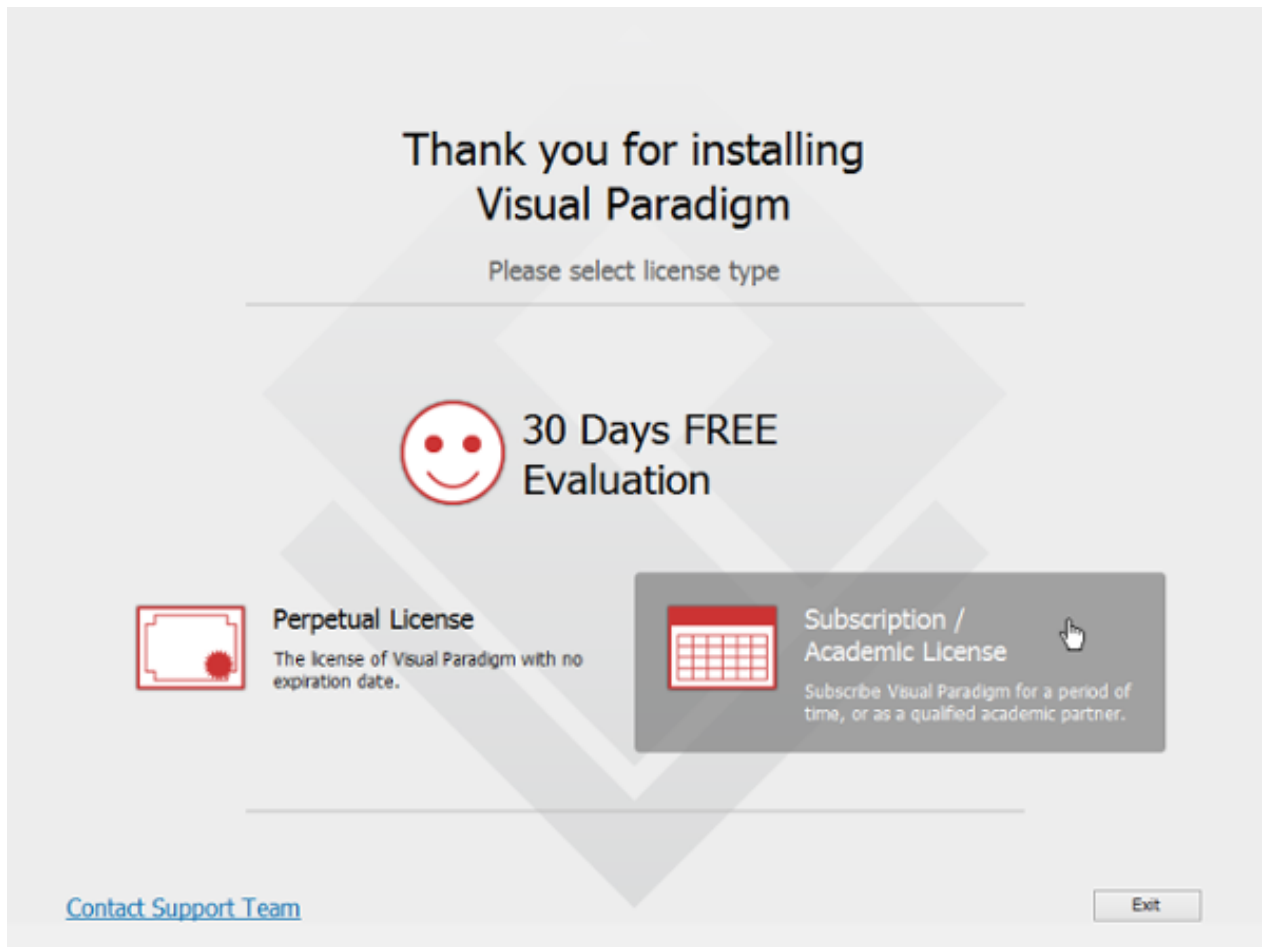 Thank you for installing
Visual Paradigm
Please select license type
30 Days FREE
Evaluation
Perpetual License
The license of Visual Paradigm with no
expiration date.
Subscription /
Academic License
Subscribe Visual Paradigm for a period of
time, or as a qualified academic partner.
Contact Support Team
Exit